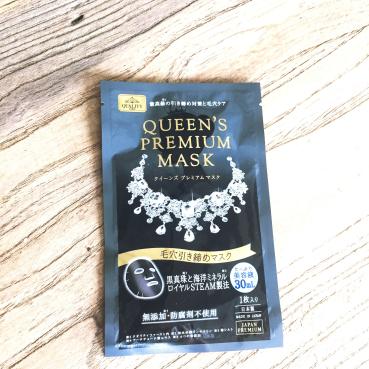 QUALITY
QUEEN'S
PREMIUM
MASK
クイーンズ プレミアム マスク
毛穴引き締めマスク
黒真珠と海洋ミネラル
ロイヤルSTEAM製法
美容液
30mL
1枚入り
日本製
MADE IN JAPAN
無添加・防腐剤不使用
JAPAN
PREMIUM